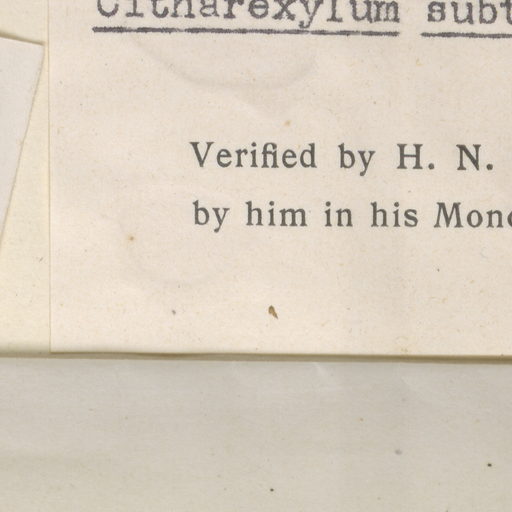 Citharexylum subt
Verified by H. N.
by him in his Mono